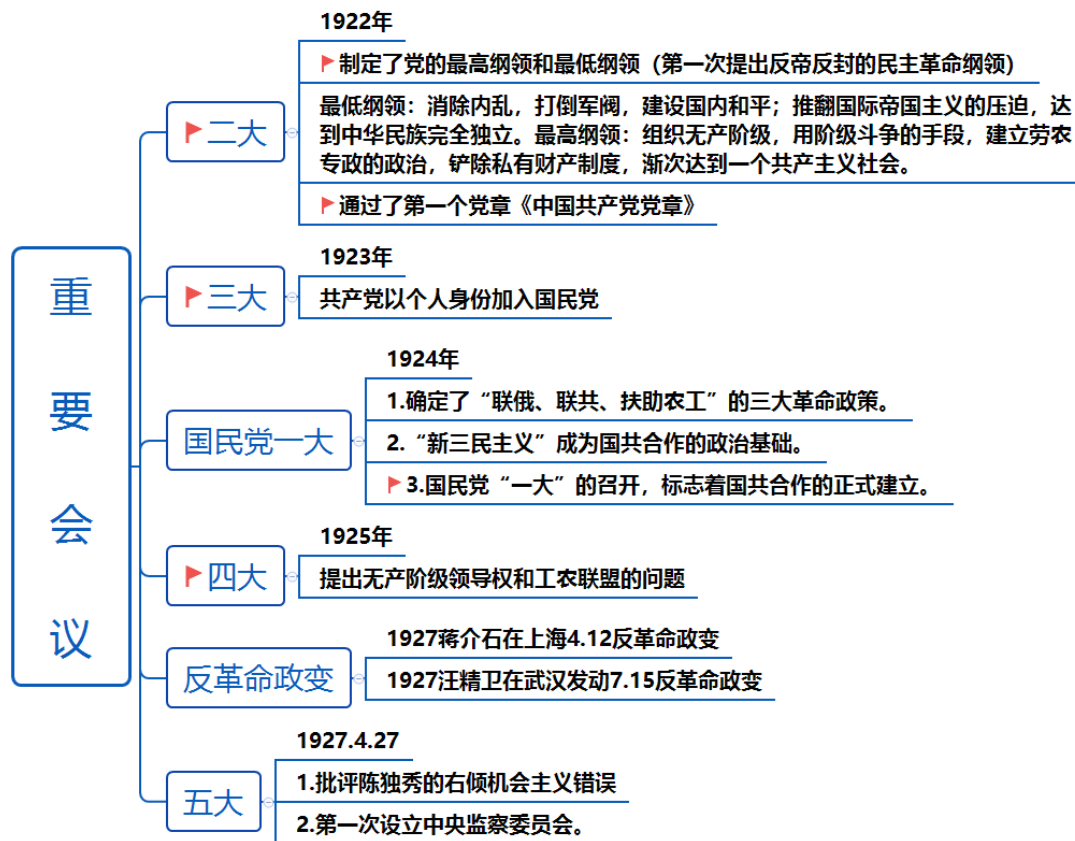 重要会议
二大
1922年
制定了党的最高纲领和最低纲领（第一次提出反帝反封的民主革命纲领）
最低纲领：消除内乱，打倒军阀，建设国内和平；推翻国际帝国主义的压迫，达
到中华民族完全独立。最高纲领：组织无产阶级，用阶级斗争的手段，建立劳农
专政的政治，铲除私有财产制度，渐次达到一个共产主义社会。
通过了第一个党章《中国共产党党章》
三大
1923年
共产党以个人身份加入国民党
国民党一大
1924年
1.确定了“联俄、联共、扶助农工”的三大革命政策。
2.“新三民主义”成为国共合作的政治基础。
3.国民党“一大”的召开，标志着国共合作的正式建立。
四大
1925年
提出无产阶级领导权和工农联盟的问题
反革命政变
1927蒋介石在上海4.12反革命政变
1927汪精卫在武汉发动7.15反革命政变
五大
1927.4.27
1.批评陈独秀的右倾机会主义错误
2.第一次设立中央监察委员会。